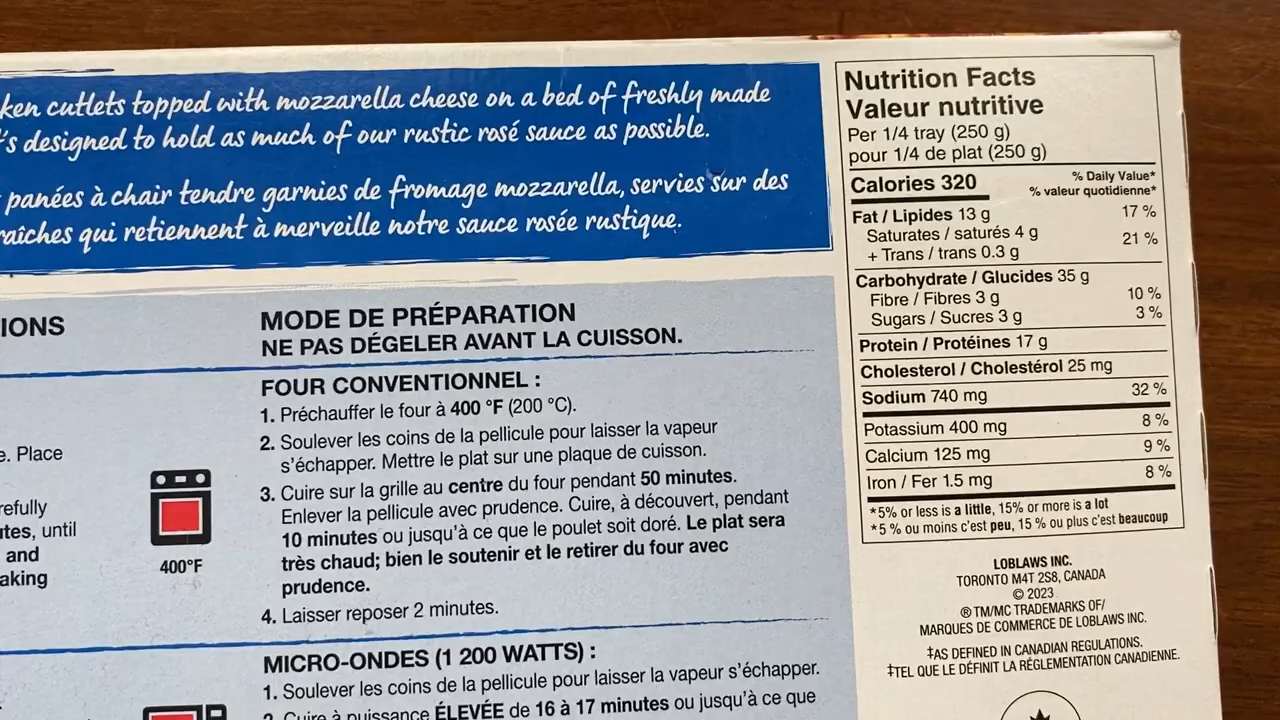 ken cutlets topped with mozzarella cheese on a bed of freshly made
's designed to hold as much of our rustic rosé sauce as possible.
panées à chair tendre garnies de fromage mozzarella, servies sur des
raîches qui retiennent à merveille notre sauce rosée rustique.
IONS
e. Place
refully
utes, until
and
aking
400°F
MODE DE PRÉPARATION
NE PAS DÉGELER AVANT LA CUISSON.
FOUR CONVENTIONNEL :
1. Préchauffer le four à 400 °F (200 °C).
2. Soulever les coins de la pellicule pour laisser la vapeur
s'échapper. Mettre le plat sur une plaque de cuisson.
3. Cuire sur la grille au centre du four pendant 50 minutes.
Enlever la pellicule avec prudence. Cuire, à découvert, pendant
10 minutes ou jusqu'à ce que le poulet soit doré. Le plat sera
très chaud; bien le soutenir et le retirer du four avec
prudence.
4. Laisser reposer 2 minutes.
MICRO-ONDES (1 200 WATTS) :
1. Soulever les coins de la pellicule pour laisser la vapeur s'échapper.
2. Cuire à puissance ÉLEVÉE de 16 à 17 minutes ou jusqu'à ce que
Nutrition Facts
Valeur nutritive
Per 1/4 tray (250 g)
pour 1/4 de plat (250 g)
Calories 320
% Daily Value*
% valeur quotidienne*
Fat / Lipides 13 g 17 %
Saturates / saturés 4 g
+ Trans / trans 0.3 g 21 %
Carbohydrate / Glucides 35 g
Fibre / Fibres 3 g 10 %
Sugars / Sucres 3 g 3 %
Protein / Protéines 17 g
Cholesterol / Cholestérol 25 mg
Sodium 740 mg 32 %
Potassium 400 mg 8 %
Calcium 125 mg 9 %
Iron / Fer 1.5 mg 8 %
*5% or less is a little, 15% or more is a lot
*5 % ou moins c'est peu, 15 % ou plus c'est beaucoup
LOBLAWS INC.
TORONTO M4T 2S8, CANADA
© 2023
® TM/MC TRADEMARKS OF/
MARQUES DE COMMERCE DE LOBLAWS INC.
‡AS DEFINED IN CANADIAN REGULATIONS.
‡TEL QUE LE DÉFINIT LA RÉGLEMENTATION CANADIENNE.